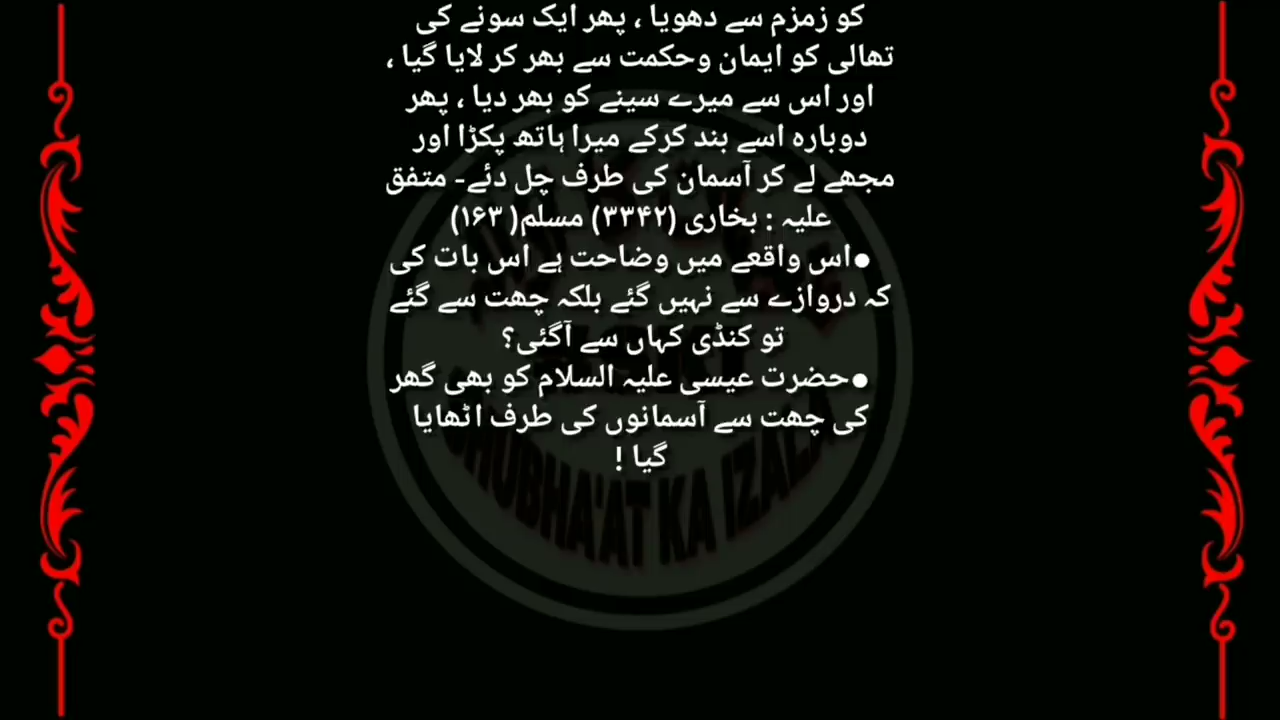 کو زمزم سے دھویا ، پھر ایک سونے کی
تھالی کو ایمان وحکمت سے بھر کر لایا گیا ،
اور اس سے میرے سینے کو بھر دیا ، پھر
دوبارہ اسے بند کرکے میرا ہاتھ پکڑا اور
مجھے لے کر آسمان کی طرف چل دئے- متفق
علیہ : بخاری (۳۳۴۲) مسلم( ۱۶۳)
●اس واقعے میں وضاحت ہے اس بات کی
کہ دروازے سے نہیں گئے بلکہ چھت سے گئے
تو کنڈی کہاں سے آگئی؟
●حضرت عیسی علیہ السلام کو بھی گھر
کی چھت سے آسمانوں کی طرف اٹھایا
گیا !
SHUBHA'AT KA IZALA